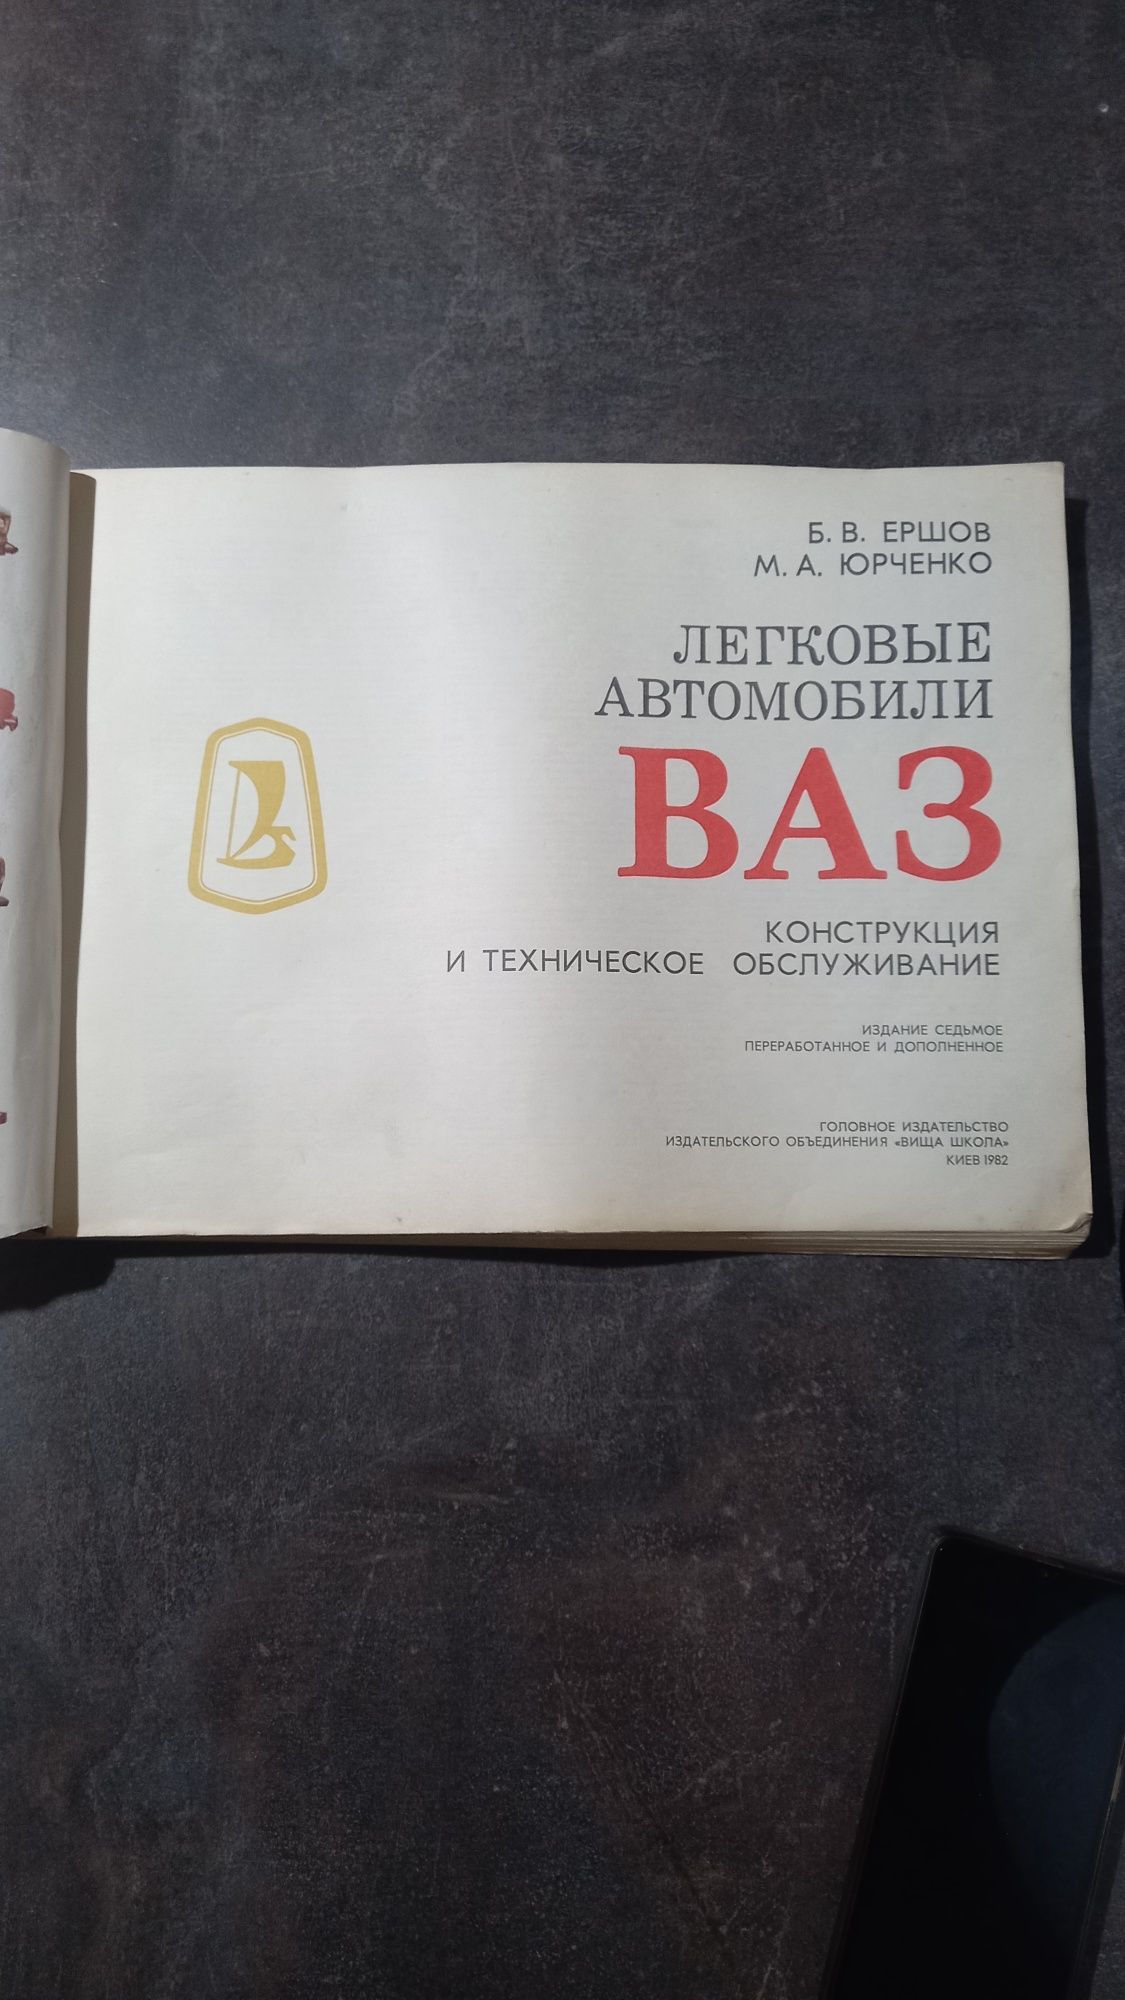 Б. В. ЕРШОВ
М. А. ЮРЧЕНКО
ЛЕГКОВЫЕ
АВТОМОБИЛИ
ВАЗ
КОНСТРУКЦИЯ
И ТЕХНИЧЕСКОЕ ОБСЛУЖИВАНИЕ
ИЗДАНИЕ СЕДЬМОЕ
ПЕРЕРАБОТАННОЕ И ДОПОЛНЕННОЕ
ГОЛОВНОЕ ИЗДАТЕЛЬСТВО
ИЗДАТЕЛЬСКОГО ОБЪЕДИНЕНИЯ «ВИЩА ШКОЛА»
КИЕВ 1982